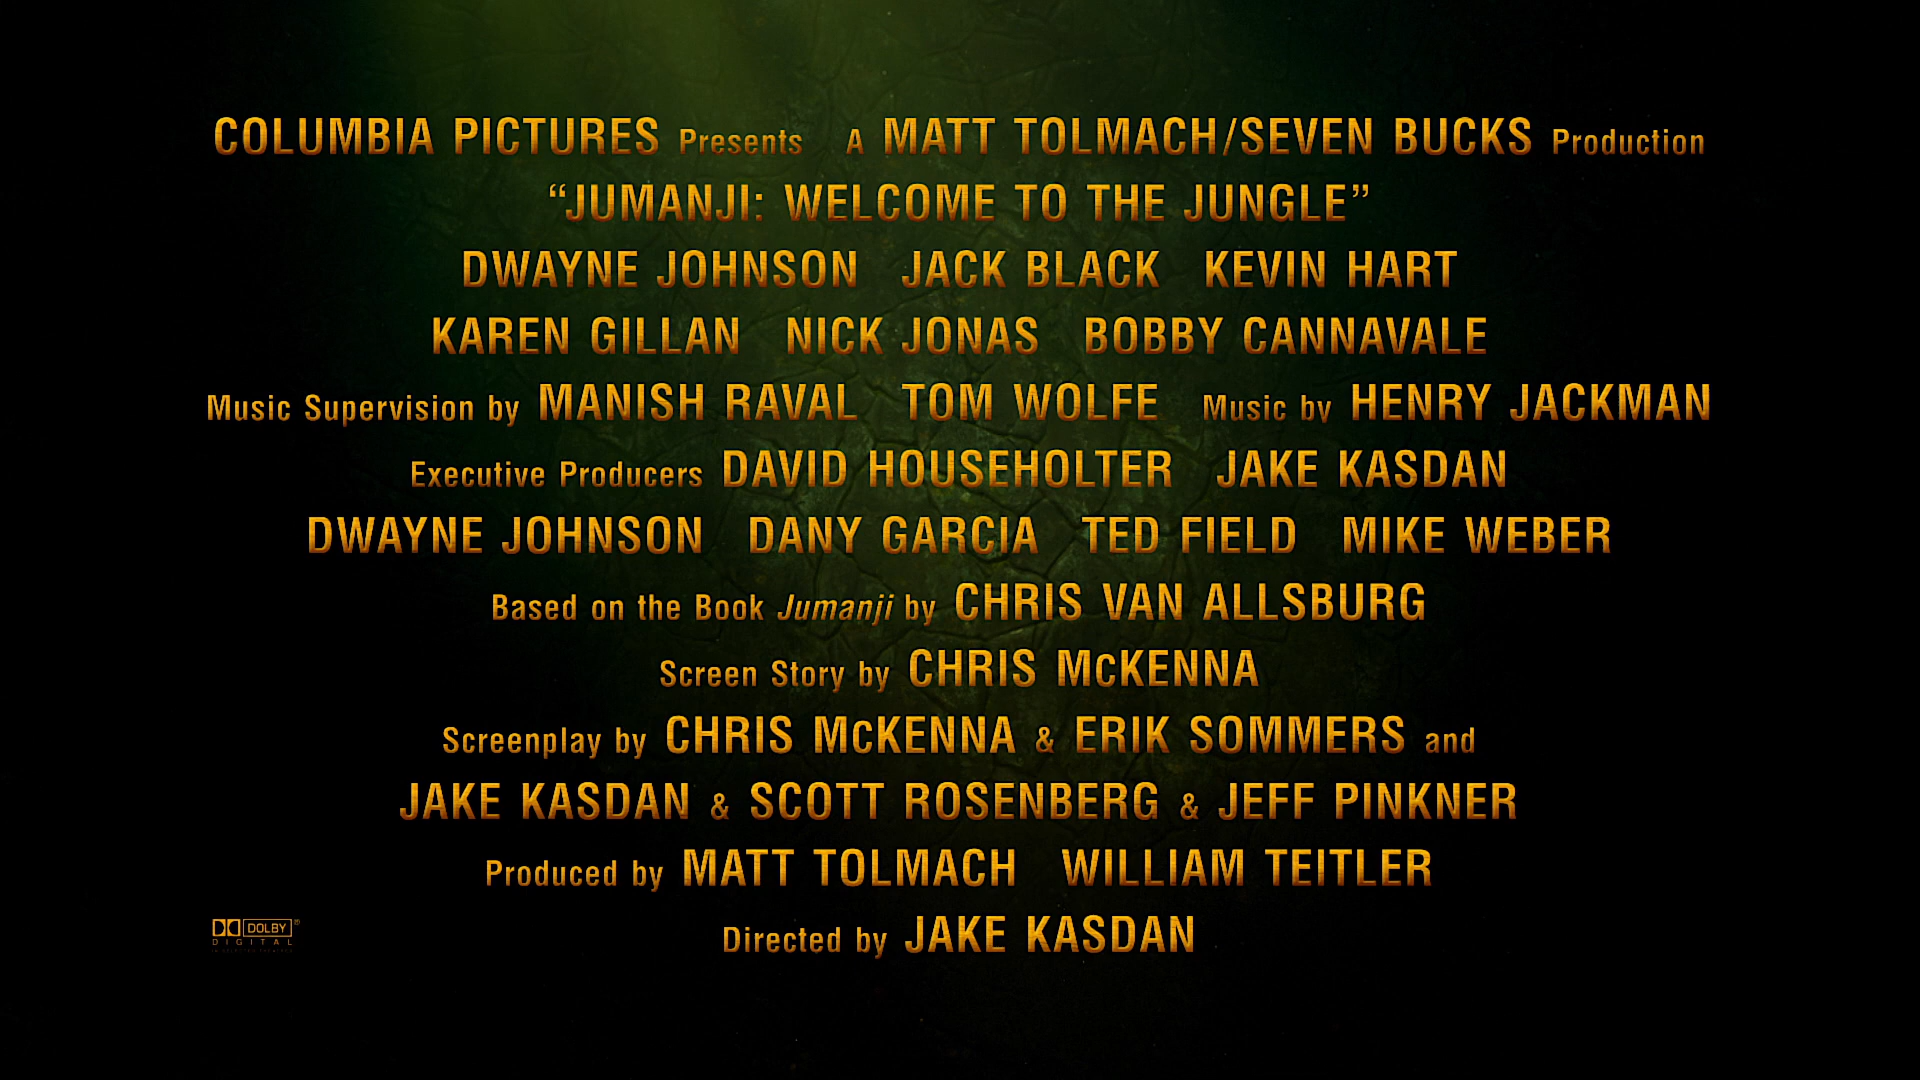 COLUMBIA PICTURES Presents A MATT TOLMACH/SEVEN BUCKS Production
“JUMANJI: WELCOME TO THE JUNGLE”
DWAYNE JOHNSON JACK BLACK KEVIN HART
KAREN GILLAN NICK JONAS BOBBY CANNAVALE
Music Supervision by MANISH RAVAL TOM WOLFE Music by HENRY JACKMAN
Executive Producers DAVID HOUSEHOLTER JAKE KASDAN
DWAYNE JOHNSON DANY GARCIA TED FIELD MIKE WEBER
Based on the Book Jumanji by CHRIS VAN ALLSBURG
Screen Story by CHRIS McKENNA
Screenplay by CHRIS McKENNA & ERIK SOMMERS and
JAKE KASDAN & SCOTT ROSENBERG & JEFF PINKNER
Produced by MATT TOLMACH WILLIAM TEITLER
Directed by JAKE KASDAN
DOLBY®
DIGITAL